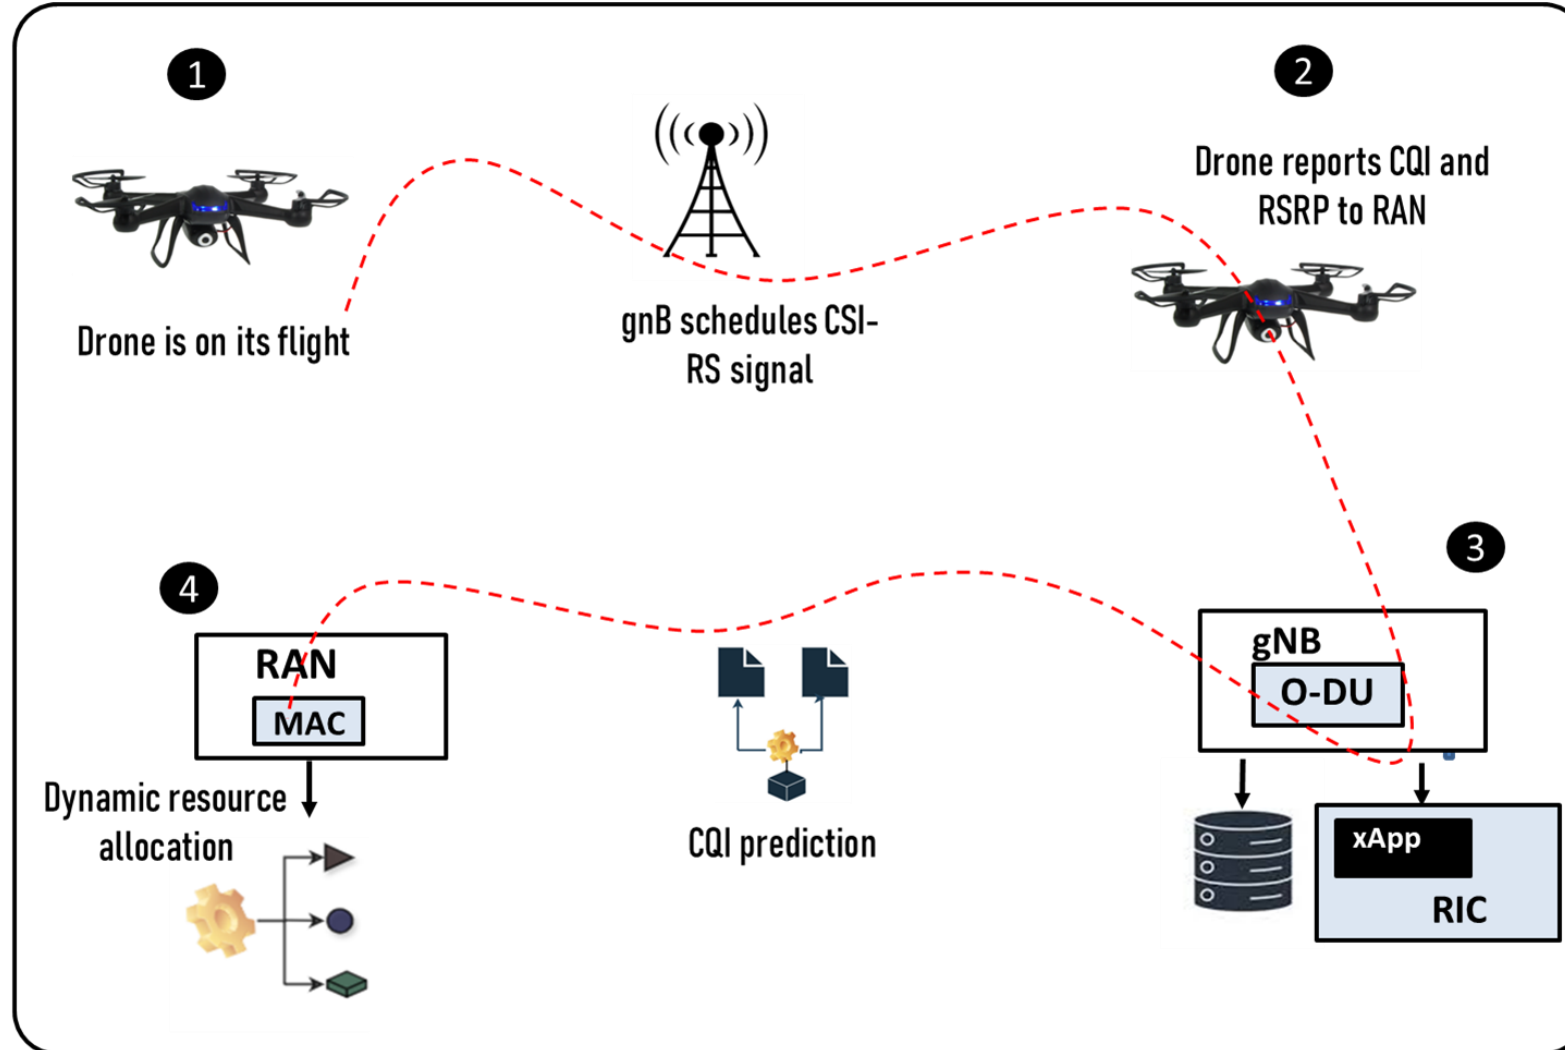 1
Drone is on its flight
gnB schedules CSI-
RS signal
2
Drone reports CQI and
RSRP to RAN
3
gNB
O-DU
xApp
RIC
CQI prediction
4
RAN
MAC
Dynamic resource
allocation